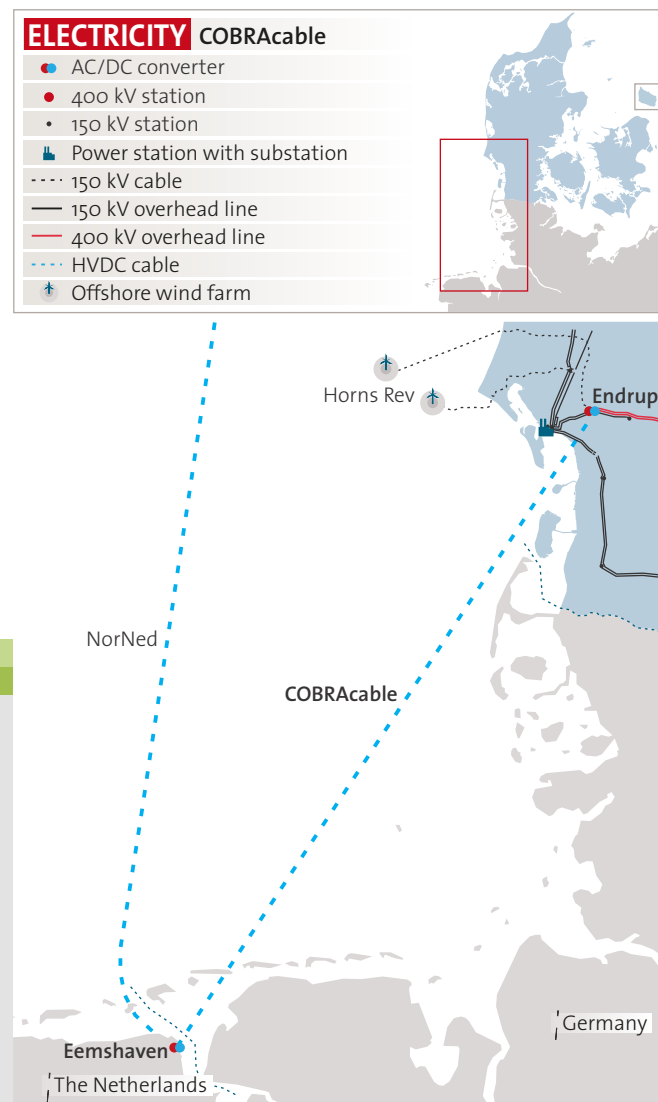 ELECTRICITY COBRAcable
AC/DC converter
400 kV station
150 kV station
Power station with substation
150 kV cable
150 kV overhead line
400 kV overhead line
HVDC cable
Offshore wind farm
Horns Rev
Endrup
NorNed
COBRAcable
Germany
Eemshaven
The Netherlands